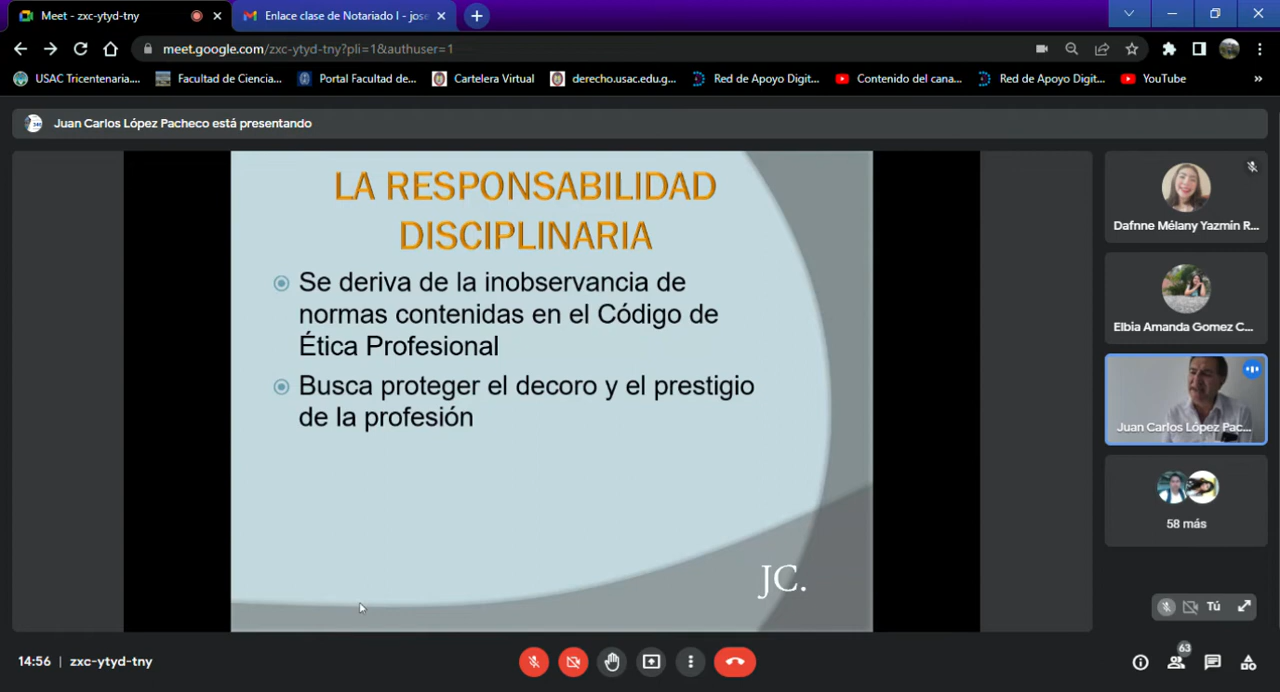 Meet - zxc-ytyd-tny
Enlace clase de Notariado I - jose
meet.google.com/zxc-ytyd-tny?pli=1&authuser=1
USAC Tricentenaria....
Facultad de Ciencia...
Portal Facultad de...
Cartelera Virtual
derecho.usac.edu.g...
Red de Apoyo Digit...
Contenido del cana...
Red de Apoyo Digit...
YouTube
»
Juan Carlos López Pacheco está presentando
LA RESPONSABILIDAD
DISCIPLINARIA
Se deriva de la inobservancia de
normas contenidas en el Código de
Ética Profesional
Busca proteger el decoro y el prestigio
de la profesión
JC.
Dafnne Mélany Yazmín R...
Elbia Amanda Gomez C...
Juan Carlos López Pac...
58 más
Tú
14:56 | zxc-ytyd-tny
63